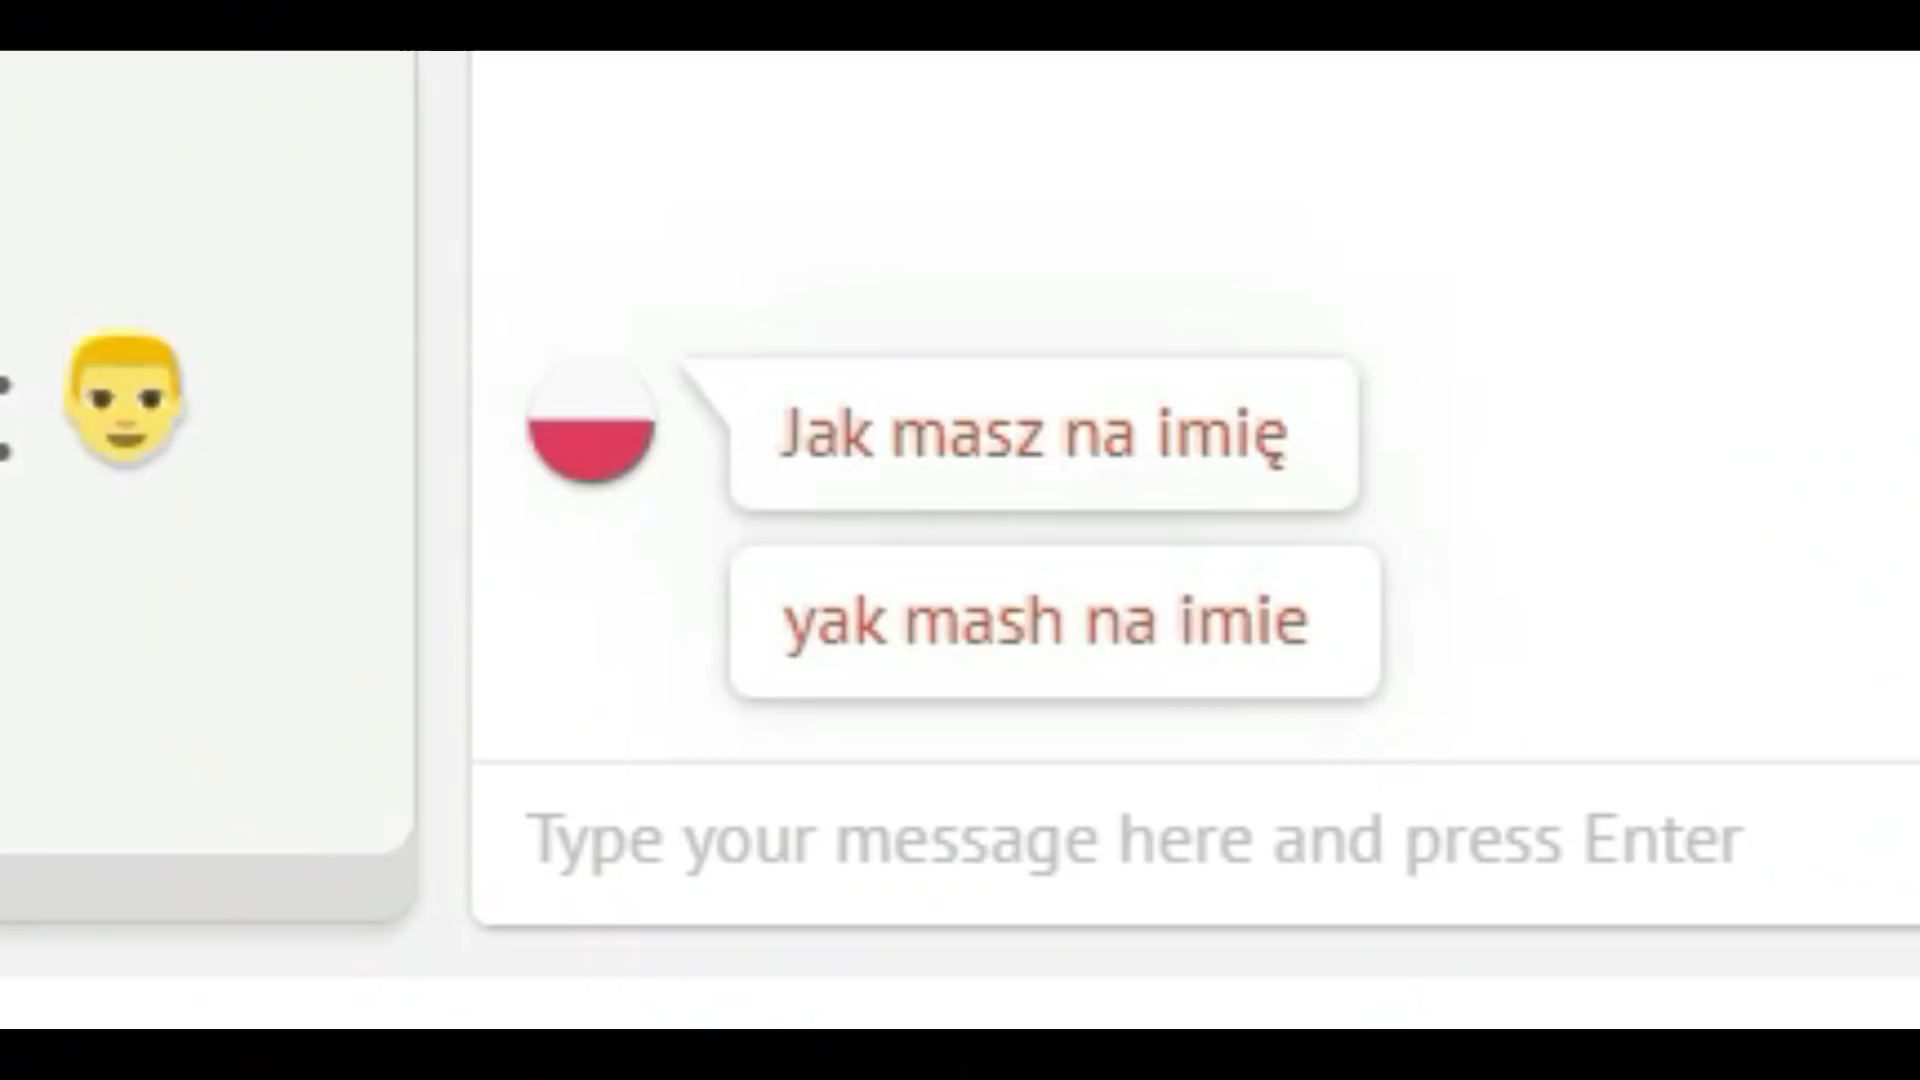 Jak masz na imię
yak mash na imie
Type your message here and press Enter